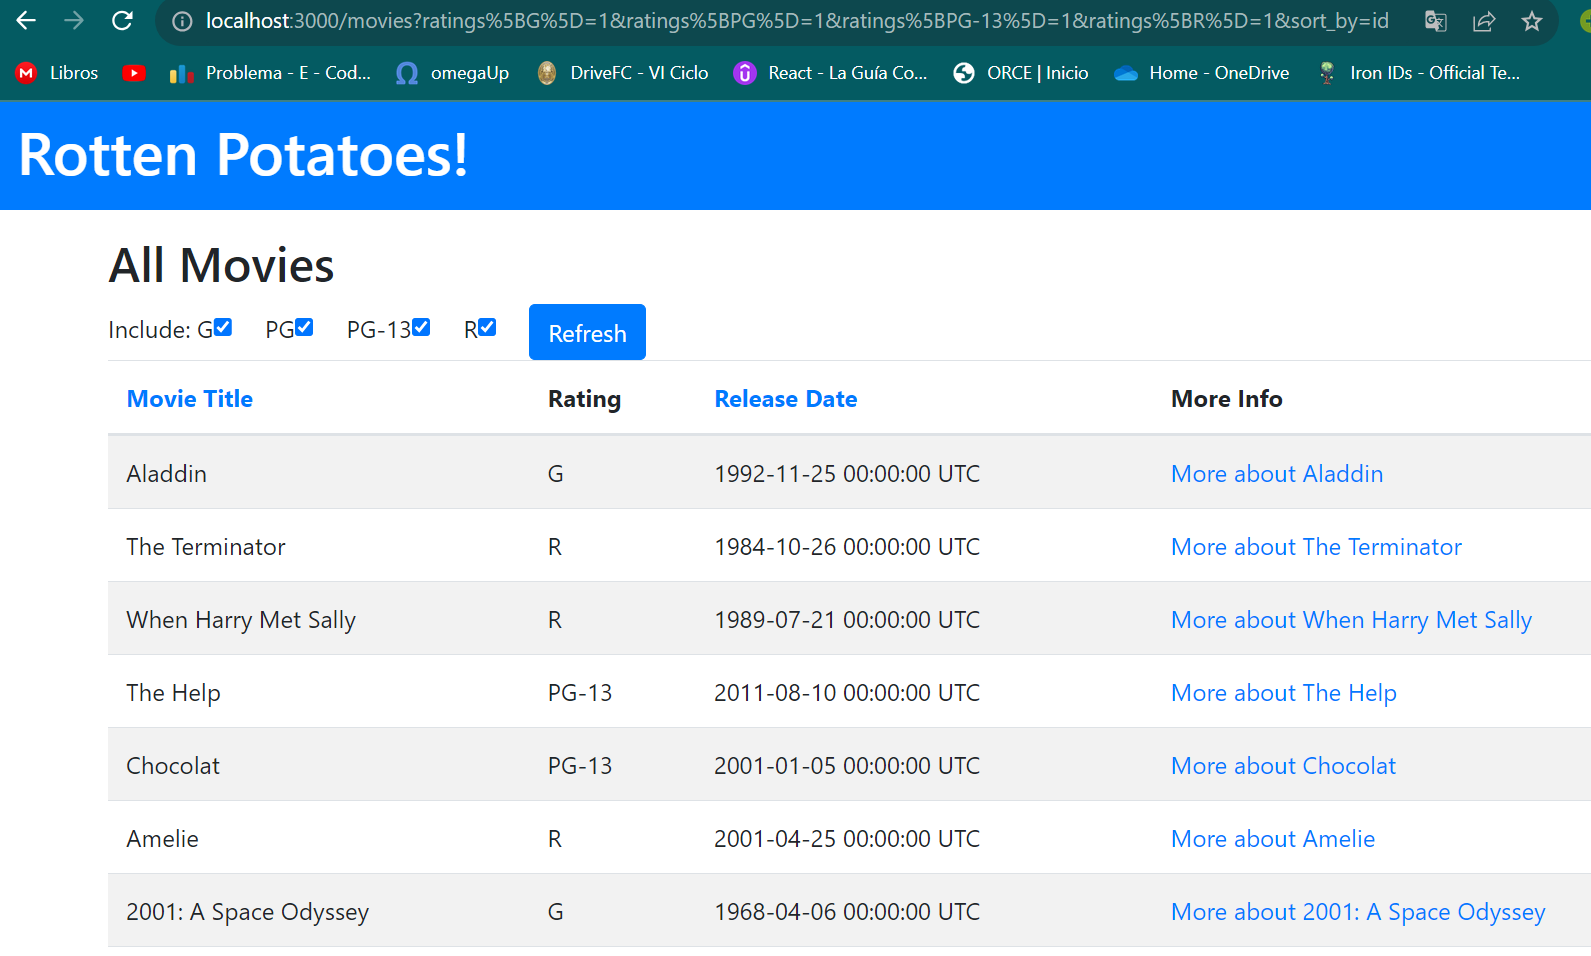 localhost:3000/movies?ratings%5BG%5D=1&ratings%5BPG%5D=1&ratings%5BPG-13%5D=1&ratings%5BR%5D=1&sort_by=id
Libros Problema - E - Cod... omegaUp DriveFC - VI Ciclo React - La Guía Co... ORCE | Inicio Home - OneDrive Iron IDs - Official Te...
Rotten Potatoes!
All Movies
Include: G PG PG-13 R Refresh
Movie Title Rating Release Date More Info
Aladdin G 1992-11-25 00:00:00 UTC More about Aladdin
The Terminator R 1984-10-26 00:00:00 UTC More about The Terminator
When Harry Met Sally R 1989-07-21 00:00:00 UTC More about When Harry Met Sally
The Help PG-13 2011-08-10 00:00:00 UTC More about The Help
Chocolat PG-13 2001-01-05 00:00:00 UTC More about Chocolat
Amelie R 2001-04-25 00:00:00 UTC More about Amelie
2001: A Space Odyssey G 1968-04-06 00:00:00 UTC More about 2001: A Space Odyssey